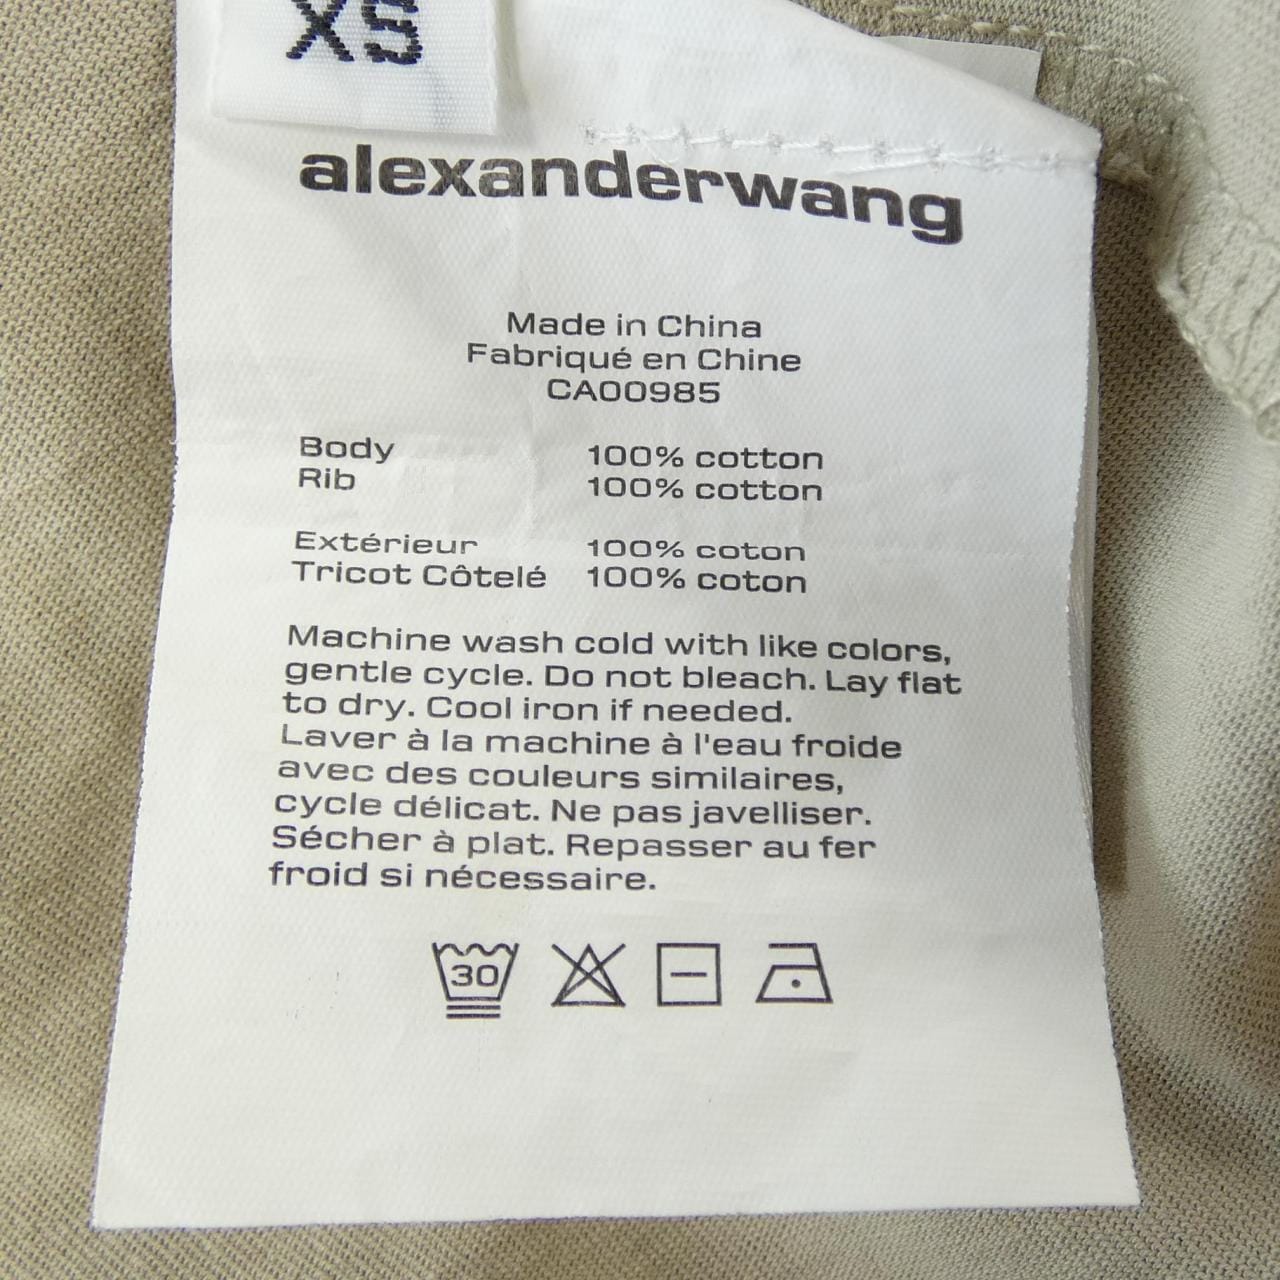 XS
alexanderwang
Made in China
Fabriqué en Chine
CA00985
Body 100% cotton
Rib 100% cotton
Extérieur 100% coton
Tricot Côtelé 100% coton
Machine wash cold with like colors,
gentle cycle. Do not bleach. Lay flat
to dry. Cool iron if needed.
Laver à la machine à l'eau froide
avec des couleurs similaires,
cycle délicat. Ne pas javelliser.
Sécher à plat. Repasser au fer
froid si nécessaire.
30